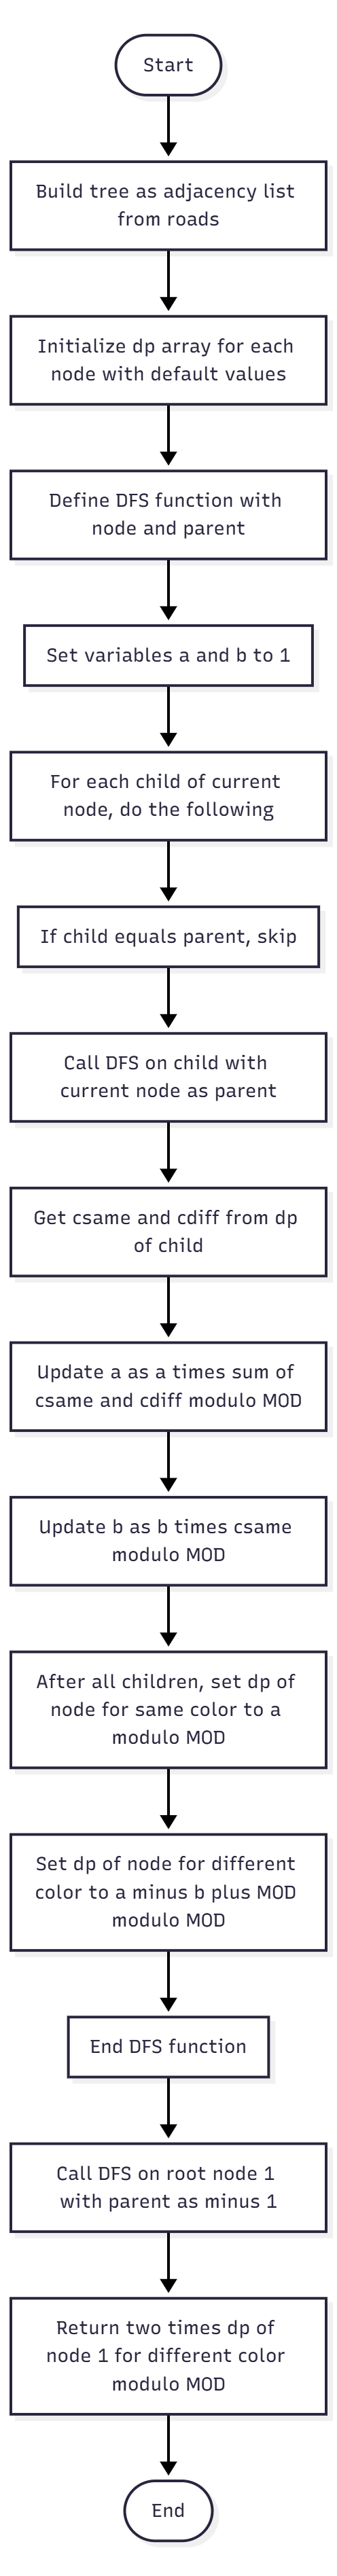 Start
Build tree as adjacency list
from roads
Initialize dp array for each
node with default values
Define DFS function with
node and parent
Set variables a and b to 1
For each child of current
node, do the following
If child equals parent, skip
Call DFS on child with
current node as parent
Get csame and cdiff from dp
of child
Update a as a times sum of
csame and cdiff modulo MOD
Update b as b times csame
modulo MOD
After all children, set dp of
node for same color to a
modulo MOD
Set dp of node for different
color to a minus b plus MOD
modulo MOD
End DFS function
Call DFS on root node 1
with parent as minus 1
Return two times dp of
node 1 for different color
modulo MOD
End